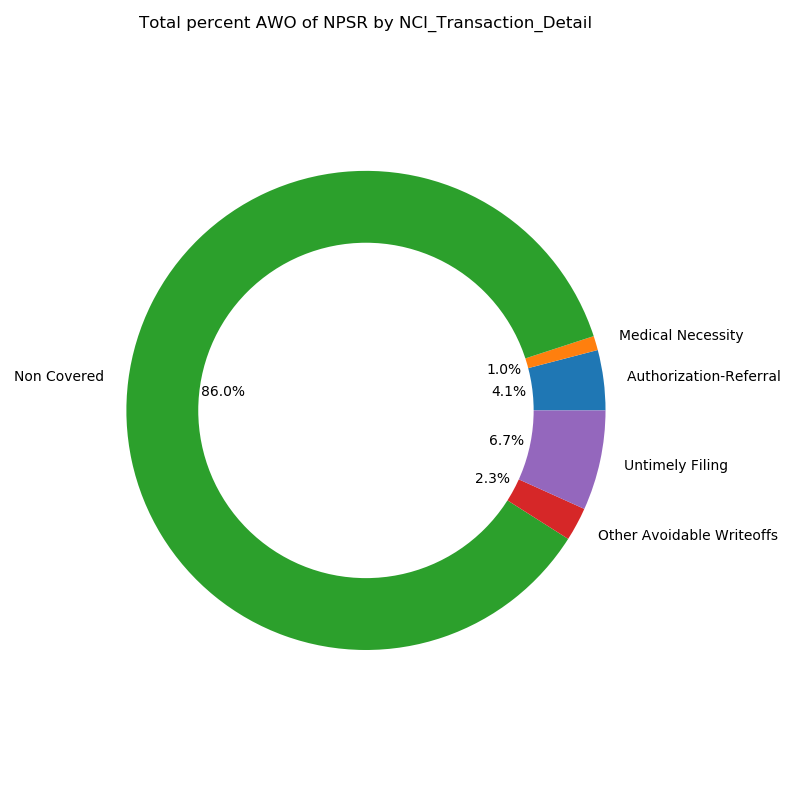 Total percent AWO of NPSR by NCI_Transaction_Detail
Medical Necessity
1.0%
Authorization-Referral
4.1%
Non Covered
86.0%
6.7%
Untimely Filing
2.3%
Other Avoidable Writeoffs